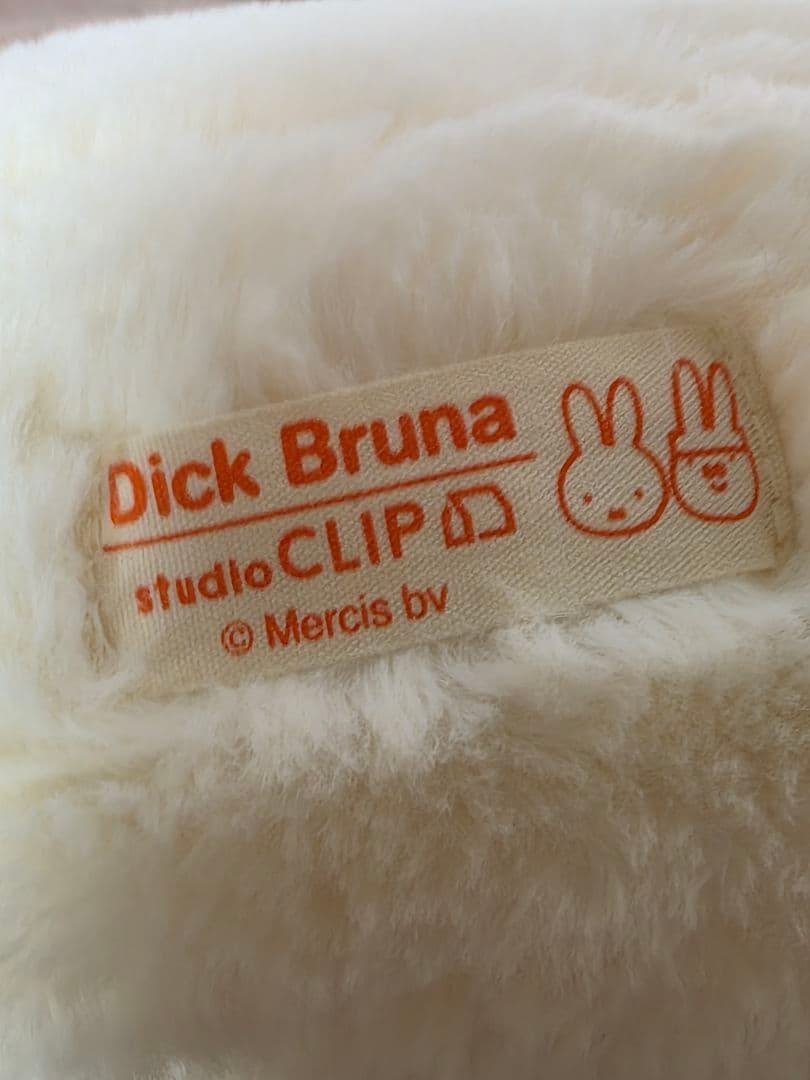 Dick Bruna
studio CLIP
© Mercis bv